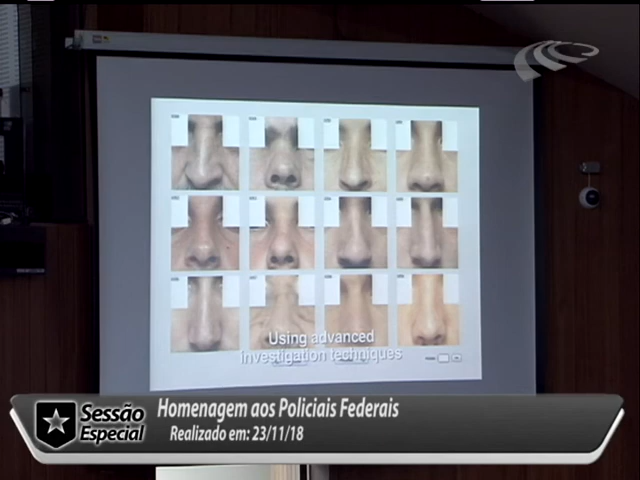 Using advanced
investigation techniques
Sessão
Especial
Homenagem aos Policiais Federais
Realizado em: 23/11/18